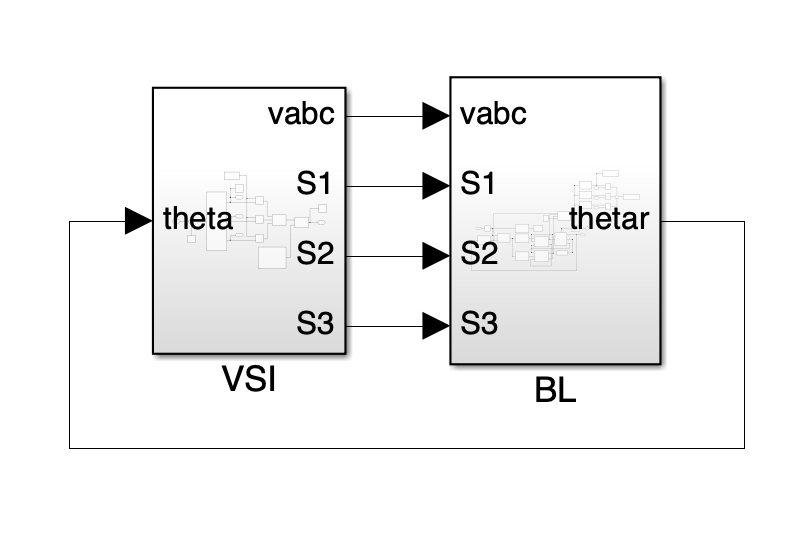 vabc
vabc
S1
S1
theta
thetar
S2
S2
S3
S3
VSI
BL